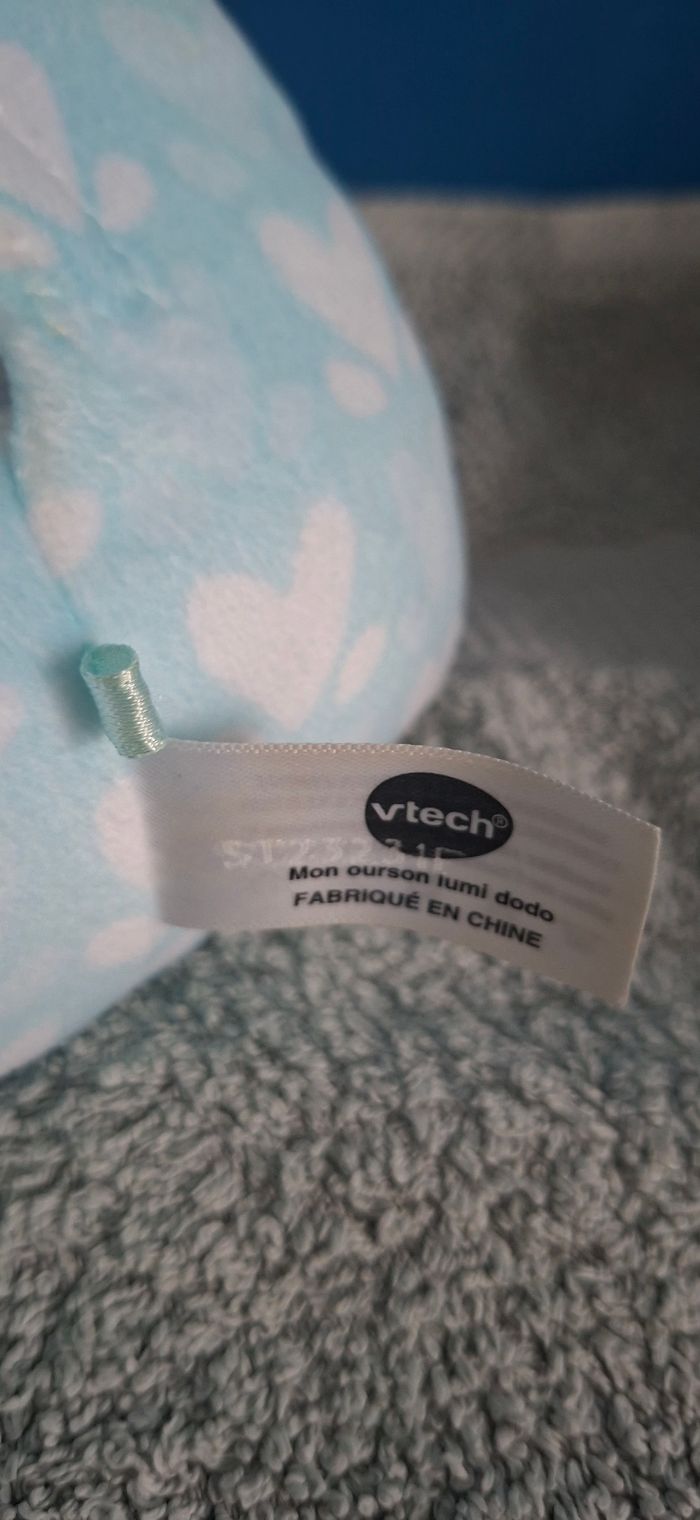 vtech®
Mon ourson lumi dodo
FABRIQUÉ EN CHINE